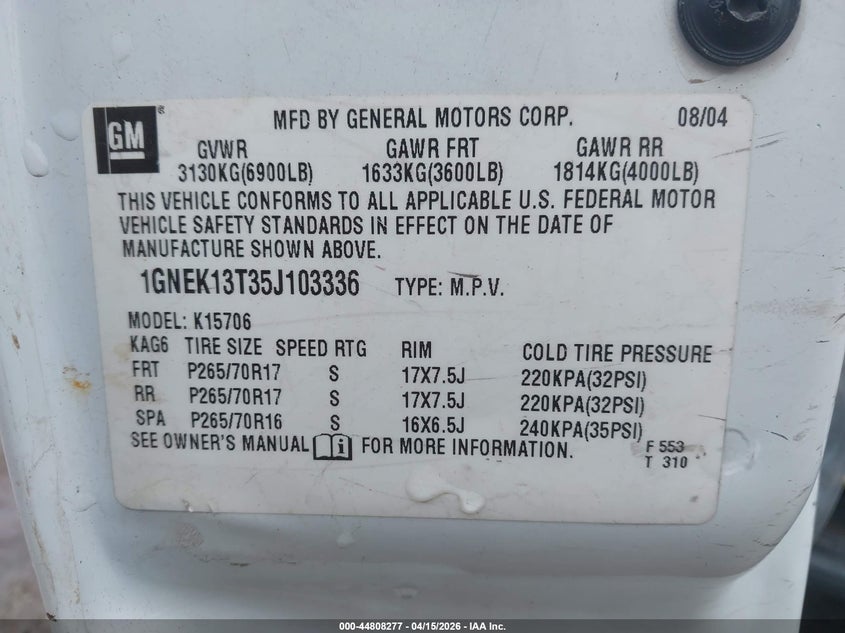 GM ® MFD BY GENERAL MOTORS CORP. 08/04
GVWR GAWR FRT GAWR RR
3130KG(6900LB) 1633KG(3600LB) 1814KG(4000LB)
THIS VEHICLE CONFORMS TO ALL APPLICABLE U.S. FEDERAL MOTOR
VEHICLE SAFETY STANDARDS IN EFFECT ON THE DATE OF
MANUFACTURE SHOWN ABOVE.
1GNEK13T35J103336 TYPE: M.P.V.
MODEL: K15706
KAG6 TIRE SIZE SPEED RTG RIM COLD TIRE PRESSURE
FRT P265/70R17 S 17X7.5J 220KPA(32PSI)
RR P265/70R17 S 17X7.5J 220KPA(32PSI)
SPA P265/70R16 S 16X6.5J 240KPA(35PSI)
SEE OWNER'S MANUAL i FOR MORE INFORMATION.
F 553
T 310
000-44808277 - 04/15/2026 - IAA Inc.